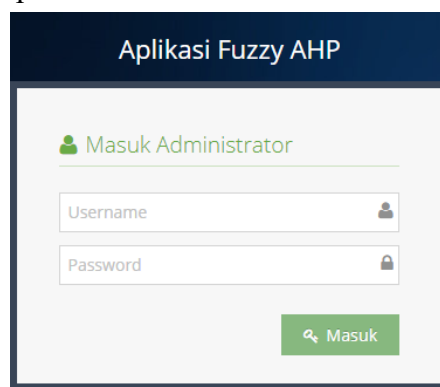 Aplikasi Fuzzy AHP
Masuk Administrator
Username
Password
Masuk